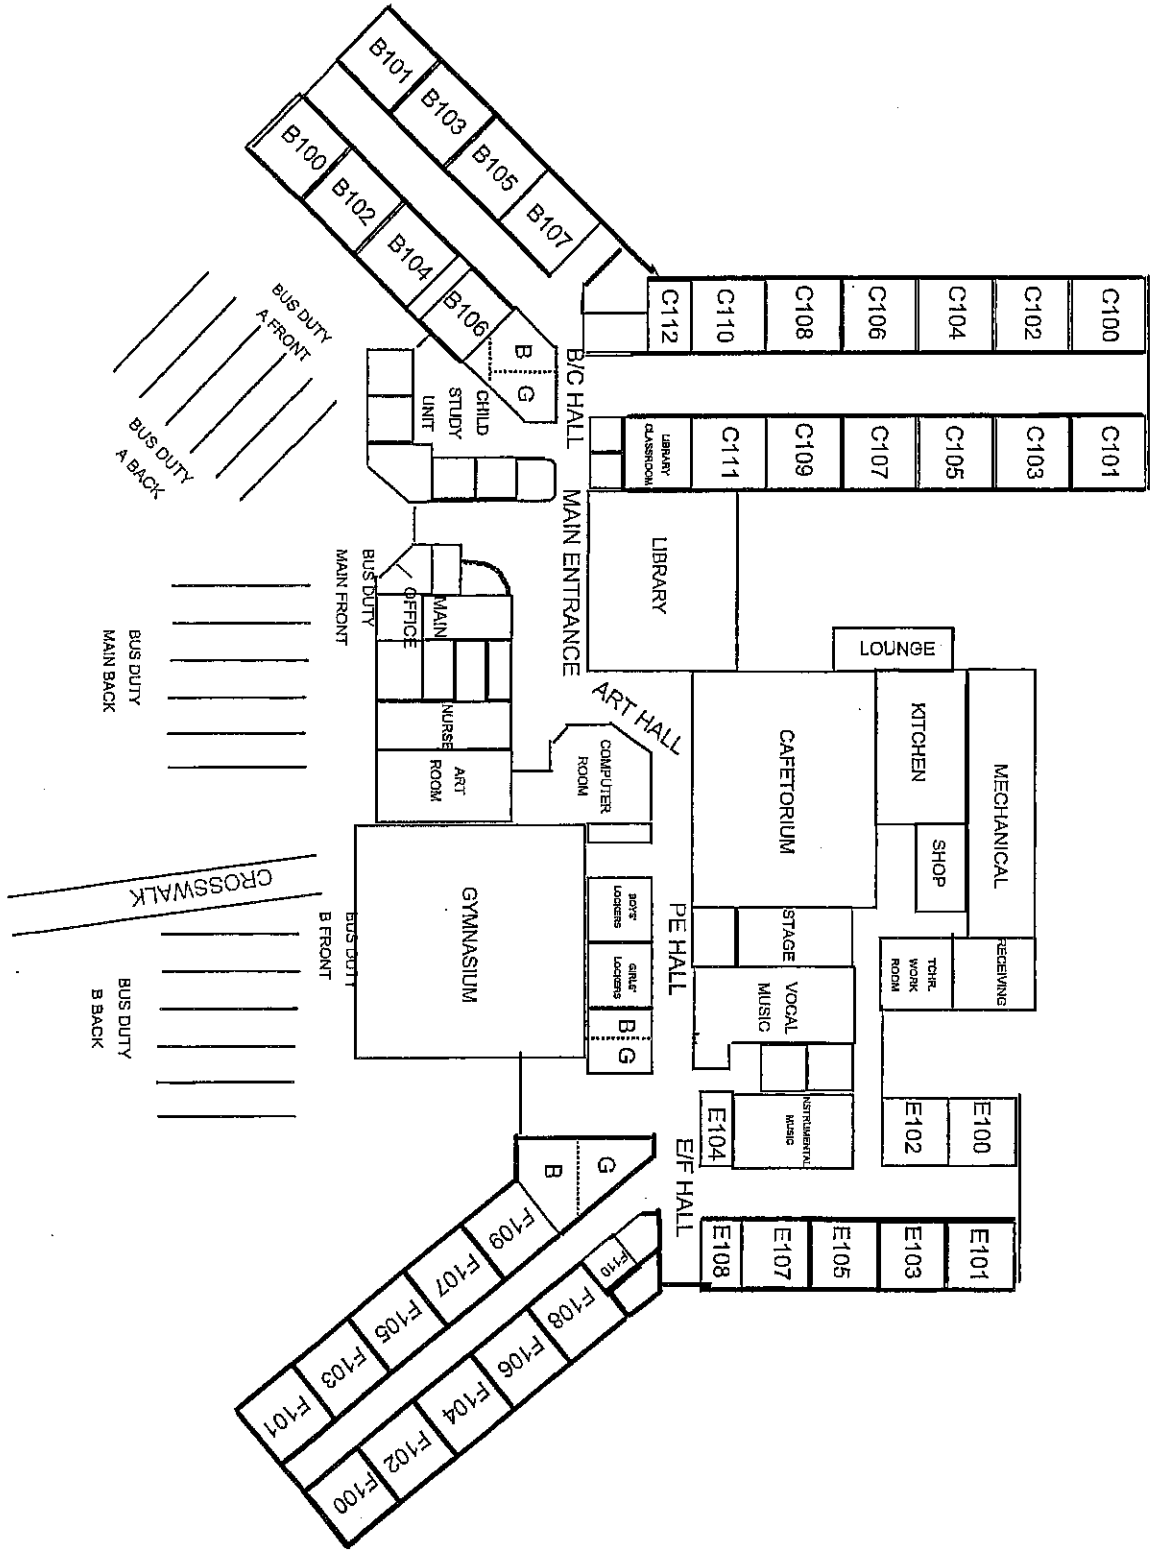 B101
B103
B105
B107
B100
B102
B104
B106
B
G
C112
C110
C108
C106
C104
C102
C100
B/C HALL
LIBRARY
CLASSROOM
C111
C109
C107
C105
C103
C101
CHILD
STUDY
UNIT
BUS DUTY
A FRONT
BUS DUTY
A BACK
MAIN ENTRANCE
LIBRARY
LOUNGE
BUS DUTY
MAIN FRONT
BUS DUTY
MAIN BACK
MAIN
OFFICE
NURSE
ART
ROOM
ART HALL
COMPUTER
ROOM
CAFETORIUM
KITCHEN
SHOP
MECHANICAL
CROSSWALK
GYMNASIUM
BOYS'
LOCKERS
GIRLS'
LOCKERS
B
G
PE HALL
STAGE
VOCAL
MUSIC
TCHR.
WORK
ROOM
RECEIVING
BUS DUTY
B FRONT
BUS DUTY
B BACK
E104
INSTRUMENTAL
MUSIC
E102
E100
E/F HALL
E108
E107
E105
E103
E101
B
G
F109
F107
F105
F103
F101
F110
F108
F106
F104
F102
F100